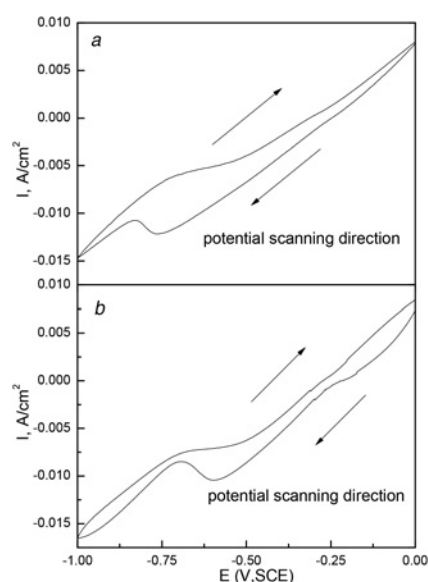 a
0.010
0.005
0.000
-0.005
-0.010
-0.015
I, A/cm²
potential scanning direction
b
0.010
0.005
0.000
-0.005
-0.010
-0.015
I, A/cm²
potential scanning direction
-1.00 -0.75 -0.50 -0.25 0.00
E (V,SCE)